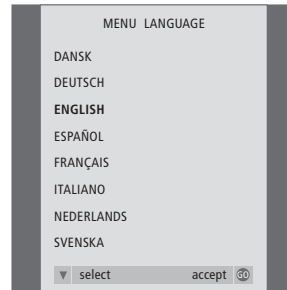 MENU LANGUAGE
DANSK
DEUTSCH
ENGLISH
ESPAÑOL
FRANÇAIS
ITALIANO
NEDERLANDS
SVENSKA
▼ select accept GO